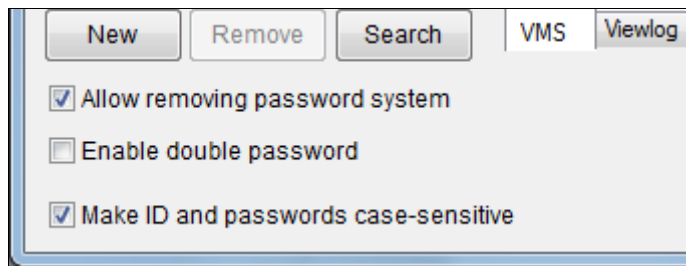 New Remove Search VMS Viewlog
Allow removing password system
Enable double password
Make ID and passwords case-sensitive